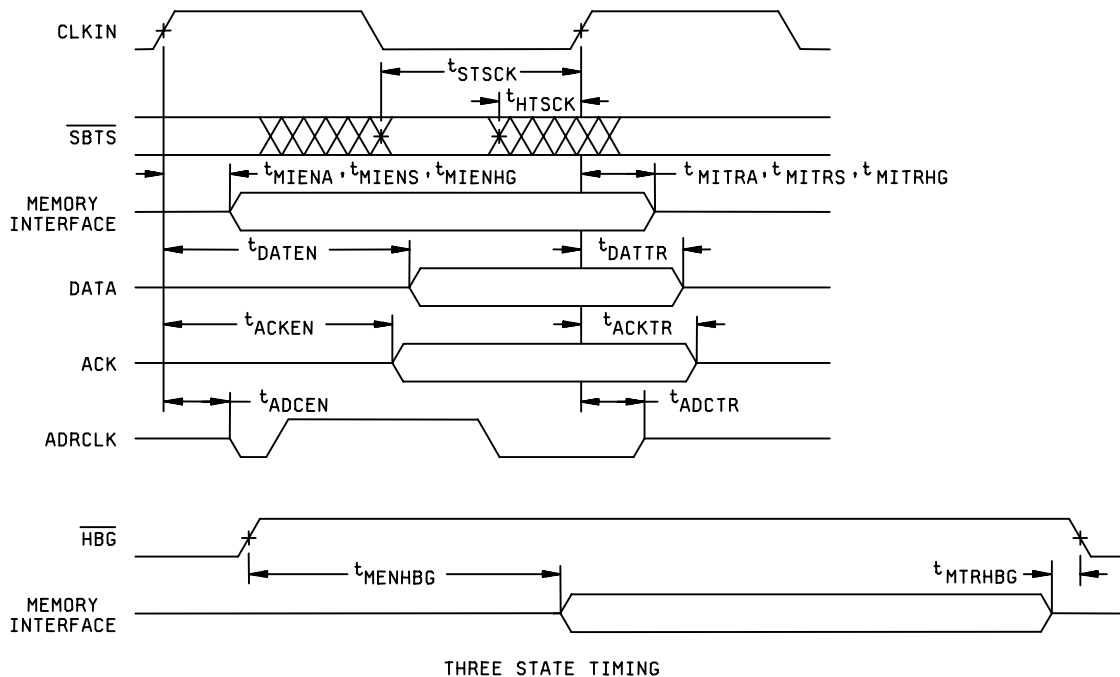 CLKIN
tSTSCK
tHTSCK
SBTS
tMIENA, tMIENS, tMIENHG
tMITRA, tMITRS, tMITRHG
MEMORY
INTERFACE
tDATEN
tDATTR
DATA
tACKEN
tACKTR
ACK
tADCEN
tADCTR
ADRCLK
HBG
tMENHBG
tMTRHBG
MEMORY
INTERFACE
THREE STATE TIMING